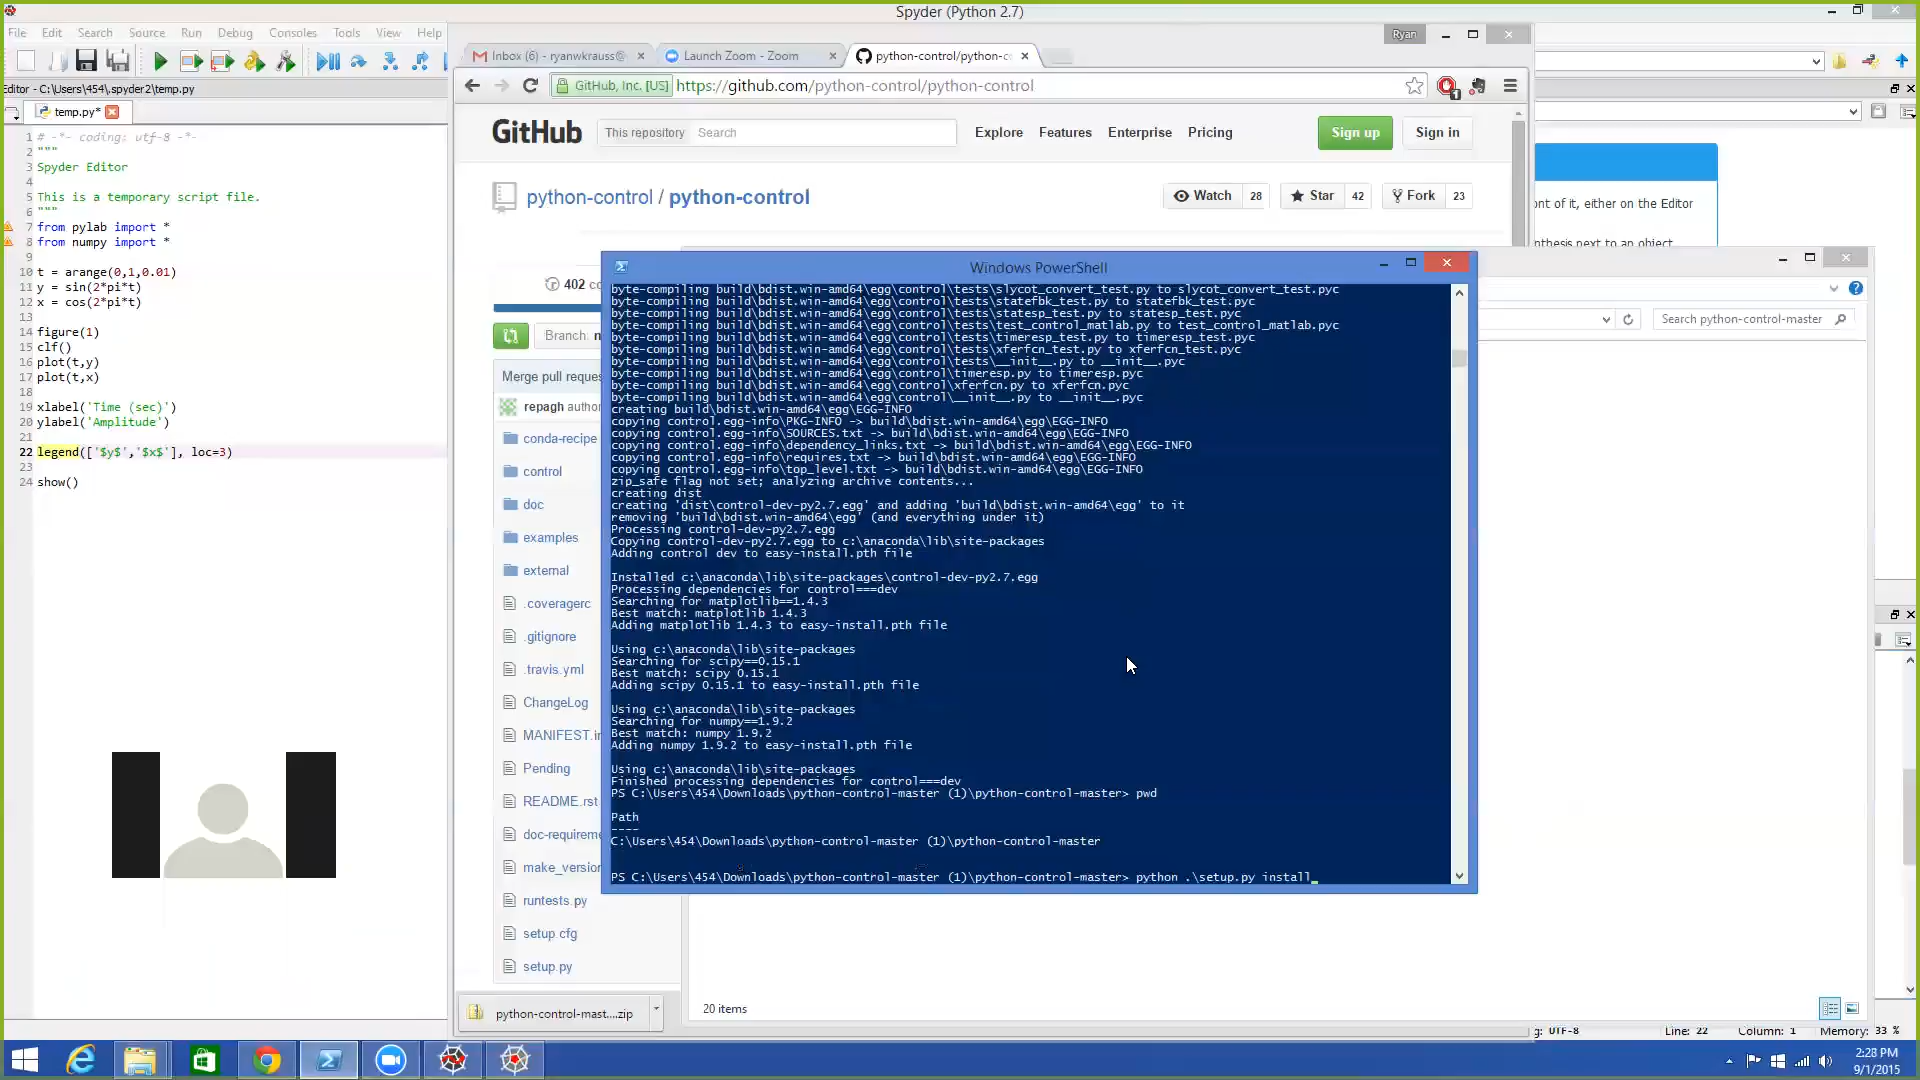 Spyder (Python 2.7)
File Edit Search Source Run Debug Consoles Tools View Help
Editor - C:\Users\454\.spyder2\temp.py
temp.py*
1 # -*- coding: utf-8 -*-
2 """
3 Spyder Editor
4
5 This is a temporary script file.
6 """
7 from pylab import *
8 from numpy import *
9
10 t = arange(0,1,0.01)
11 y = sin(2*pi*t)
12 x = cos(2*pi*t)
13
14 figure(1)
15 clf()
16 plot(t,y)
17 plot(t,x)
18
19 xlabel('Time (sec)')
20 ylabel('Amplitude')
21
22 legend(['$y$','$x$'], loc=3)
23
24 show()
Ryan
Inbox (6) - ryanwkrauss@
Launch Zoom - Zoom
python-control/python-c
GitHub, Inc. [US] https://github.com/python-control/python-control
GitHub
This repository Search
Explore Features Enterprise Pricing
Sign up
Sign in
python-control / python-control
Watch 28
Star 42
Fork 23
402 co
Branch:
Merge pull reques
repagh author
conda-recipe
control
doc
examples
external
.coveragerc
.gitignore
.travis.yml
ChangeLog
MANIFEST.in
Pending
README.rst
doc-requireme
make_version
runtests.py
setup.cfg
setup.py
python-control-mast....zip
Windows PowerShell
byte-compiling build\bdist.win-amd64\egg\control\tests\slycot_convert_test.py to slycot_convert_test.pyc
byte-compiling build\bdist.win-amd64\egg\control\tests\statefbk_test.py to statefbk_test.pyc
byte-compiling build\bdist.win-amd64\egg\control\tests\statesp_test.py to statesp_test.pyc
byte-compiling build\bdist.win-amd64\egg\control\tests\test_control_matlab.py to test_control_matlab.pyc
byte-compiling build\bdist.win-amd64\egg\control\tests\timeresp_test.py to timeresp_test.pyc
byte-compiling build\bdist.win-amd64\egg\control\tests\xferfcn_test.py to xferfcn_test.pyc
byte-compiling build\bdist.win-amd64\egg\control\tests\__init__.py to __init__.pyc
byte-compiling build\bdist.win-amd64\egg\control\timeresp.py to timeresp.pyc
byte-compiling build\bdist.win-amd64\egg\control\xferfcn.py to xferfcn.pyc
byte-compiling build\bdist.win-amd64\egg\control\__init__.py to __init__.pyc
creating build\bdist.win-amd64\egg\EGG-INFO
copying control.egg-info\PKG-INFO -> build\bdist.win-amd64\egg\EGG-INFO
copying control.egg-info\SOURCES.txt -> build\bdist.win-amd64\egg\EGG-INFO
copying control.egg-info\dependency_links.txt -> build\bdist.win-amd64\egg\EGG-INFO
copying control.egg-info\requires.txt -> build\bdist.win-amd64\egg\EGG-INFO
copying control.egg-info\top_level.txt -> build\bdist.win-amd64\egg\EGG-INFO
zip_safe flag not set; analyzing archive contents...
creating dist
creating 'dist\control-dev-py2.7.egg' and adding 'build\bdist.win-amd64\egg' to it
removing 'build\bdist.win-amd64\egg' (and everything under it)
Processing control-dev-py2.7.egg
Copying control-dev-py2.7.egg to c:\anaconda\lib\site-packages
Adding control dev to easy-install.pth file
Installed c:\anaconda\lib\site-packages\control-dev-py2.7.egg
Processing dependencies for control===dev
Searching for matplotlib==1.4.3
Best match: matplotlib 1.4.3
Adding matplotlib 1.4.3 to easy-install.pth file
Using c:\anaconda\lib\site-packages
Searching for scipy==0.15.1
Best match: scipy 0.15.1
Adding scipy 0.15.1 to easy-install.pth file
Using c:\anaconda\lib\site-packages
Searching for numpy==1.9.2
Best match: numpy 1.9.2
Adding numpy 1.9.2 to easy-install.pth file
Using c:\anaconda\lib\site-packages
Finished processing dependencies for control===dev
PS C:\Users\454\Downloads\python-control-master (1)\python-control-master> pwd
Path
----
C:\Users\454\Downloads\python-control-master (1)\python-control-master
PS C:\Users\454\Downloads\python-control-master (1)\python-control-master> python .\setup.py install_
ont of it, either on the Editor
nthesis next to an object
Search python-control-master
20 items
g: UTF-8 Line: 22 Column: 1 Memory: 33 %
2:28 PM
9/1/2015